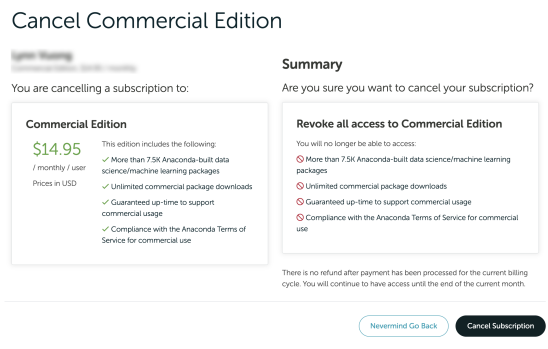 Cancel Commercial Edition
You are cancelling a subscription to:
Commercial Edition
$14.95
/ monthly / user
Prices in USD
This edition includes the following:
More than 7.5K Anaconda-built data
science/machine learning packages
Unlimited commercial package downloads
Guaranteed up-time to support
commercial usage
Compliance with the Anaconda Terms of
Service for commercial use
Summary
Are you sure you want to cancel your subscription?
Revoke all access to Commercial Edition
You will no longer be able to access:
More than 7.5K Anaconda-built data science/machine learning
packages
Unlimited commercial package downloads
Guaranteed up-time to support commercial usage
Compliance with the Anaconda Terms of Service for commercial
use
There is no refund after payment has been processed for the current billing
cycle. You will continue to have access until the end of the current month.
Nevermind Go Back
Cancel Subscription